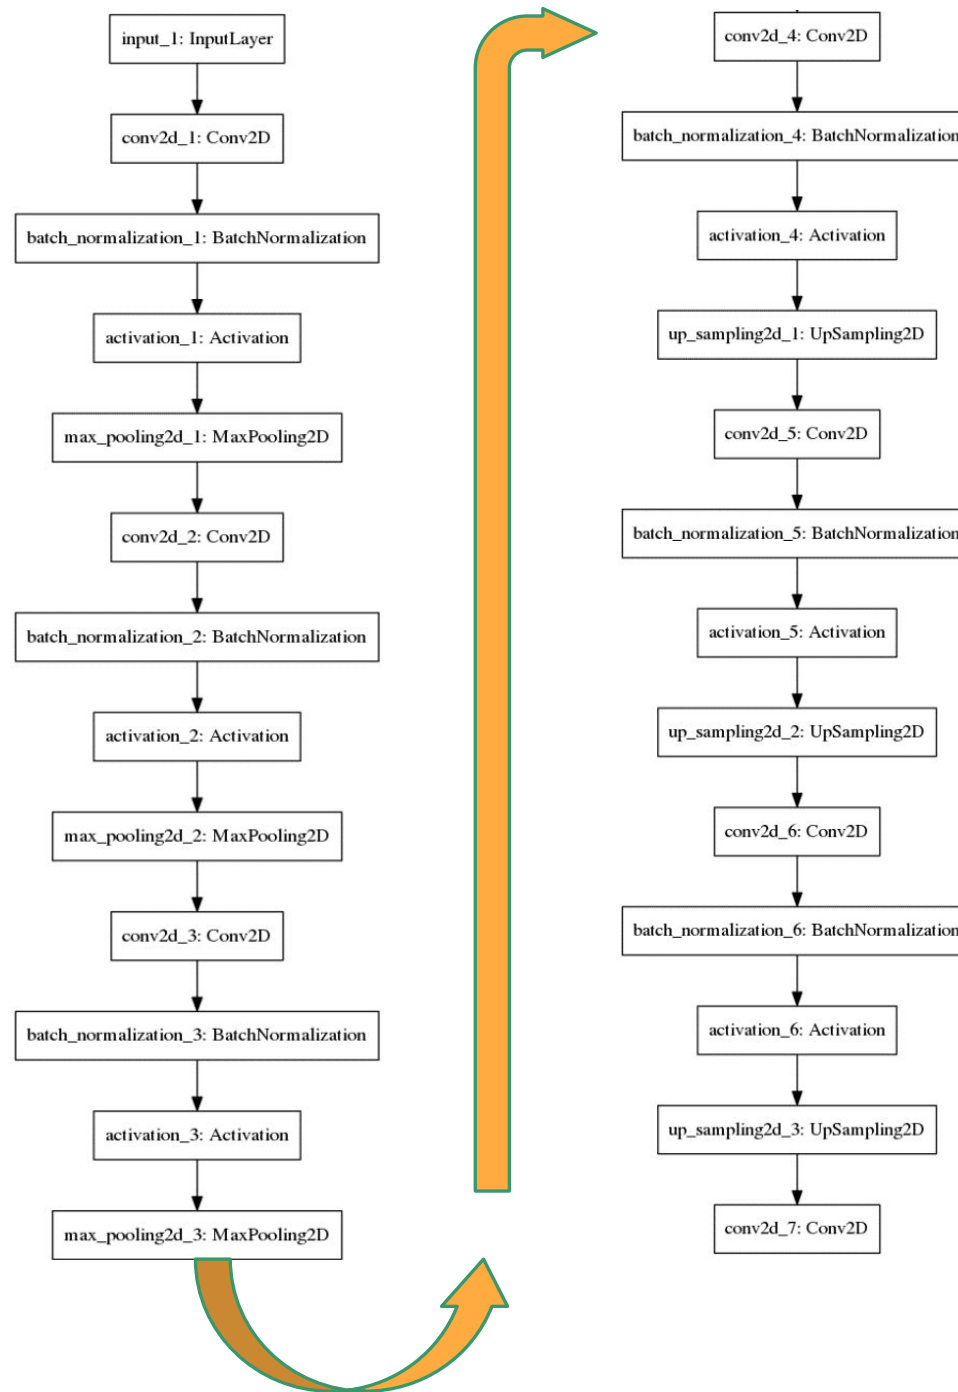 input_1: InputLayer
conv2d_1: Conv2D
batch_normalization_1: BatchNormalization
activation_1: Activation
max_pooling2d_1: MaxPooling2D
conv2d_2: Conv2D
batch_normalization_2: BatchNormalization
activation_2: Activation
max_pooling2d_2: MaxPooling2D
conv2d_3: Conv2D
batch_normalization_3: BatchNormalization
activation_3: Activation
max_pooling2d_3: MaxPooling2D
conv2d_4: Conv2D
batch_normalization_4: BatchNormalization
activation_4: Activation
up_sampling2d_1: UpSampling2D
conv2d_5: Conv2D
batch_normalization_5: BatchNormalization
activation_5: Activation
up_sampling2d_2: UpSampling2D
conv2d_6: Conv2D
batch_normalization_6: BatchNormalization
activation_6: Activation
up_sampling2d_3: UpSampling2D
conv2d_7: Conv2D